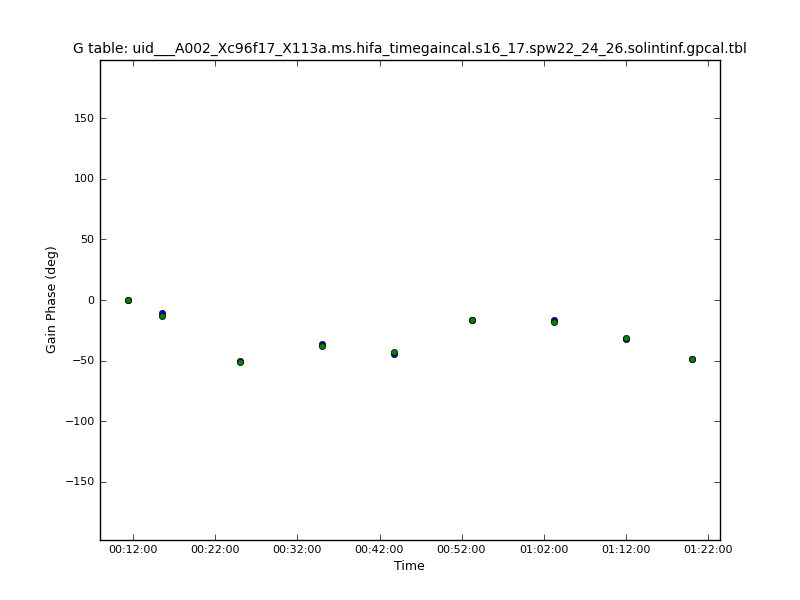 G table: uid___A002_Xc96f17_X113a.ms.hifa_timegaincal.s16_17.spw22_24_26.solintinf.gpcal.tbl
150
100
50
0
−50
−100
−150
Gain Phase (deg)
00:12:00 00:22:00 00:32:00 00:42:00 00:52:00 01:02:00 01:12:00 01:22:00
Time